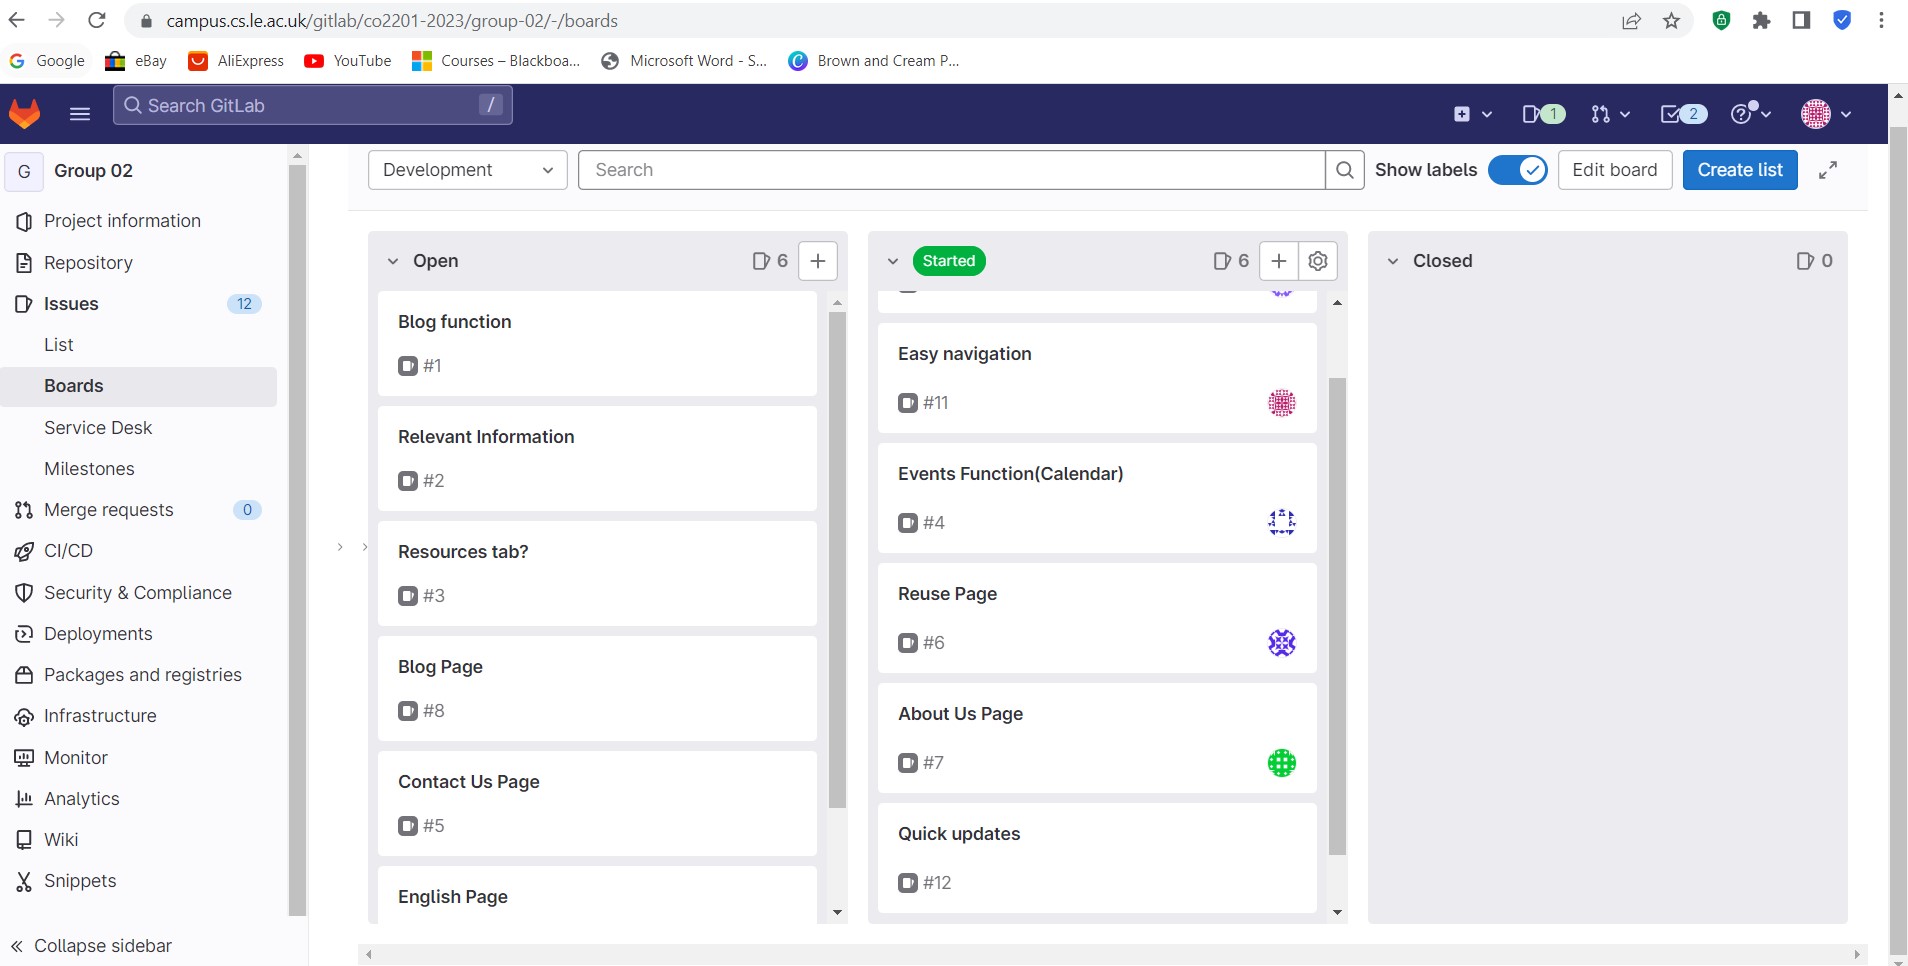 campus.cs.le.ac.uk/gitlab/co2201-2023/group-02/-/boards
Google eBay AliExpress YouTube Courses – Blackboa... Microsoft Word - S... Brown and Cream P...
Search GitLab /
1 2
G Group 02
Project information
Repository
Issues 12
List
Boards
Service Desk
Milestones
Merge requests 0
CI/CD
Security & Compliance
Deployments
Packages and registries
Infrastructure
Monitor
Analytics
Wiki
Snippets
Collapse sidebar
Development Search Show labels Edit board Create list
Open 6
Blog function
#1
Relevant Information
#2
Resources tab?
#3
Blog Page
#8
Contact Us Page
#5
English Page
Started 6
Easy navigation
#11
Events Function(Calendar)
#4
Reuse Page
#6
About Us Page
#7
Quick updates
#12
Closed 0